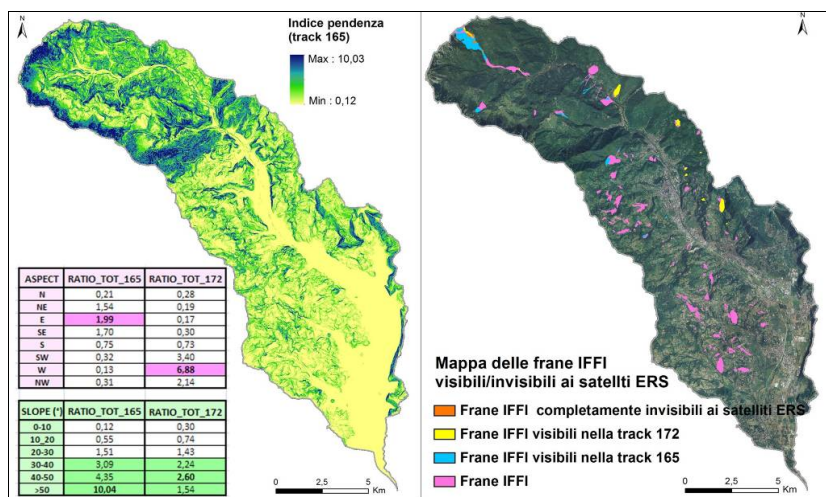 N
Indice pendenza
(track 165)
Max : 10,03
Min : 0,12
ASPECT RATIO_TOT_165 RATIO_TOT_172
N 0,21 0,28
NE 1,54 0,19
E 1,99 0,17
SE 1,70 0,30
S 0,75 0,73
SW 0,32 3,40
W 0,13 6,88
NW 0,31 2,14
SLOPE (°) RATIO_TOT_165 RATIO_TOT_172
0-10 0,12 0,30
10_20 0,55 0,74
20-30 1,51 1,43
30-40 3,09 2,24
40-50 4,35 2,60
>50 10,04 1,54
0 2,5 5
Km
N
Mappa delle frane IFFI
visibili/invisibili ai satellti ERS
Frane IFFI completamente invisibili ai satelliti ERS
Frane IFFI visibili nella track 172
Frane IFFI visibili nella track 165
Frane IFFI
0 2,5 5
Km